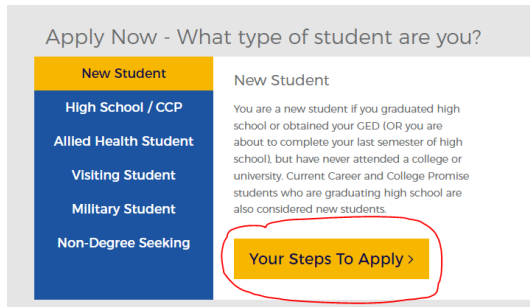 Apply Now - What type of student are you?
New Student
High School / CCP
Allied Health Student
Visiting Student
Military Student
Non-Degree Seeking
New Student
You are a new student if you graduated high
school or obtained your GED (OR you are
about to complete your last semester of high
school), but have never attended a college or
university. Current Career and College Promise
students who are graduating high school are
also considered new students.
Your Steps To Apply >